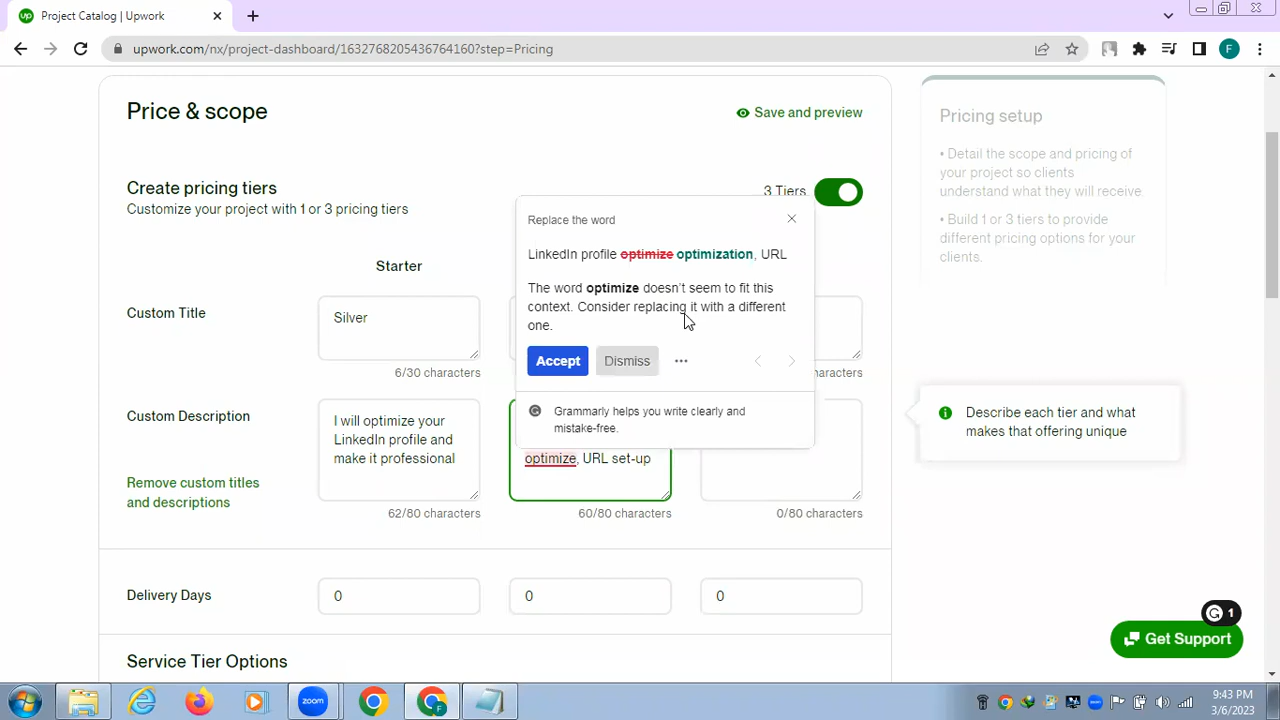 Project Catalog | Upwork
upwork.com/nx/project-dashboard/1632768205436764160?step=Pricing
F
Price & scope
Save and preview
Create pricing tiers
Customize your project with 1 or 3 pricing tiers
3 Tiers
Starter
Custom Title
Silver
6/30 characters
Replace the word
LinkedIn profile optimize optimization, URL
The word optimize doesn't seem to fit this
context. Consider replacing it with a different
one.
Accept
Dismiss
Grammarly helps you write clearly and
mistake-free.
aracters
Custom Description
I will optimize your
LinkedIn profile and
make it professional
62/80 characters
optimize, URL set-up
60/80 characters
0/80 characters
Remove custom titles
and descriptions
Delivery Days
0
0
0
Service Tier Options
Pricing setup
• Detail the scope and pricing of
your project so clients
understand what they will receive.
• Build 1 or 3 tiers to provide
different pricing options for your
clients.
Describe each tier and what
makes that offering unique
1
Get Support
zoom
9:43 PM
3/6/2023